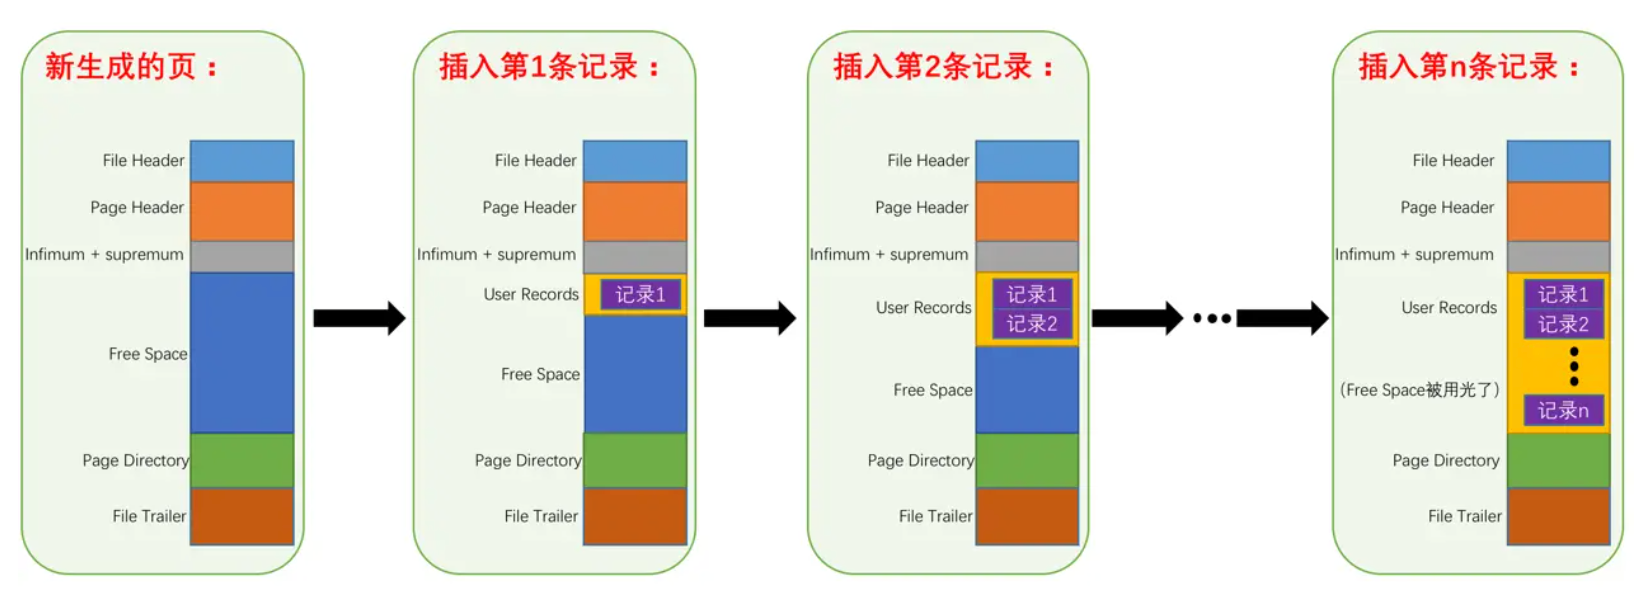 新生成的页：
File Header
Page Header
Infimum + supremum
Free Space
Page Directory
File Trailer
插入第1条记录：
File Header
Page Header
Infimum + supremum
User Records
记录1
Free Space
Page Directory
File Trailer
插入第2条记录：
File Header
Page Header
Infimum + supremum
User Records
记录1
记录2
Free Space
Page Directory
File Trailer
插入第n条记录：
File Header
Page Header
Infimum + supremum
User Records
记录1
记录2
(Free Space被用光了)
记录n
Page Directory
File Trailer